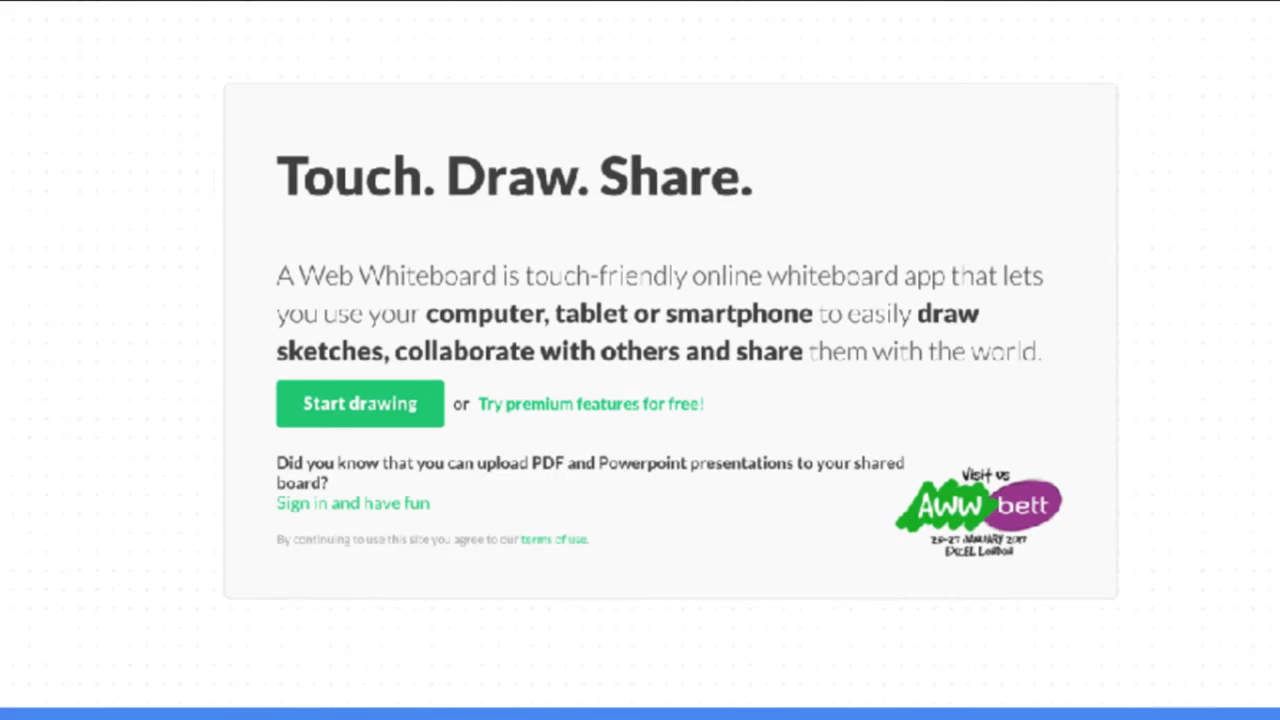 Touch. Draw. Share.
A Web Whiteboard is touch-friendly online whiteboard app that lets
you use your computer, tablet or smartphone to easily draw
sketches, collaborate with others and share them with the world.
Start drawing or Try premium features for free!
Did you know that you can upload PDF and Powerpoint presentations to your shared
board?
Sign in and have fun
By continuing to use this site you agree to our terms of use.
Visit us
AWW bett
JANUARY 2017
EXCEL London